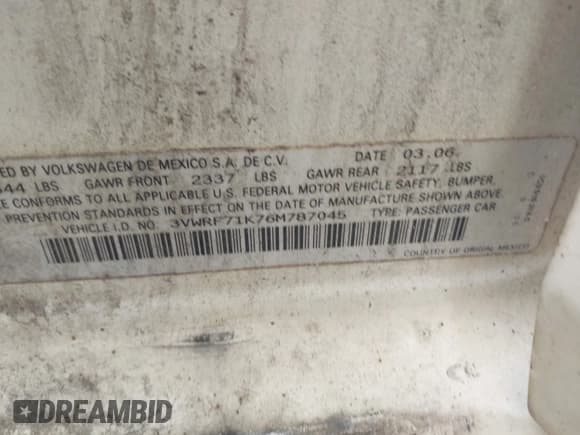 ED BY VOLKSWAGEN DE MEXICO S.A. DE C.V. DATE 03.06.
44 LBS GAWR FRONT 2337 LBS GAWR REAR 2117 LBS
E CONFORMS TO ALL APPLICABLE U.S. FEDERAL MOTOR VEHICLE SAFETY, BUMPER,
PREVENTION STANDARDS IN EFFECT ON THE DATE OF MANUFACTURE SHOWN ABOVE.
VEHICLE I.D. NO. 3VWRF71K76M787045 TYPE: PASSENGER CAR
COUNTRY OF ORIGIN, MEXICO
DREAMBID